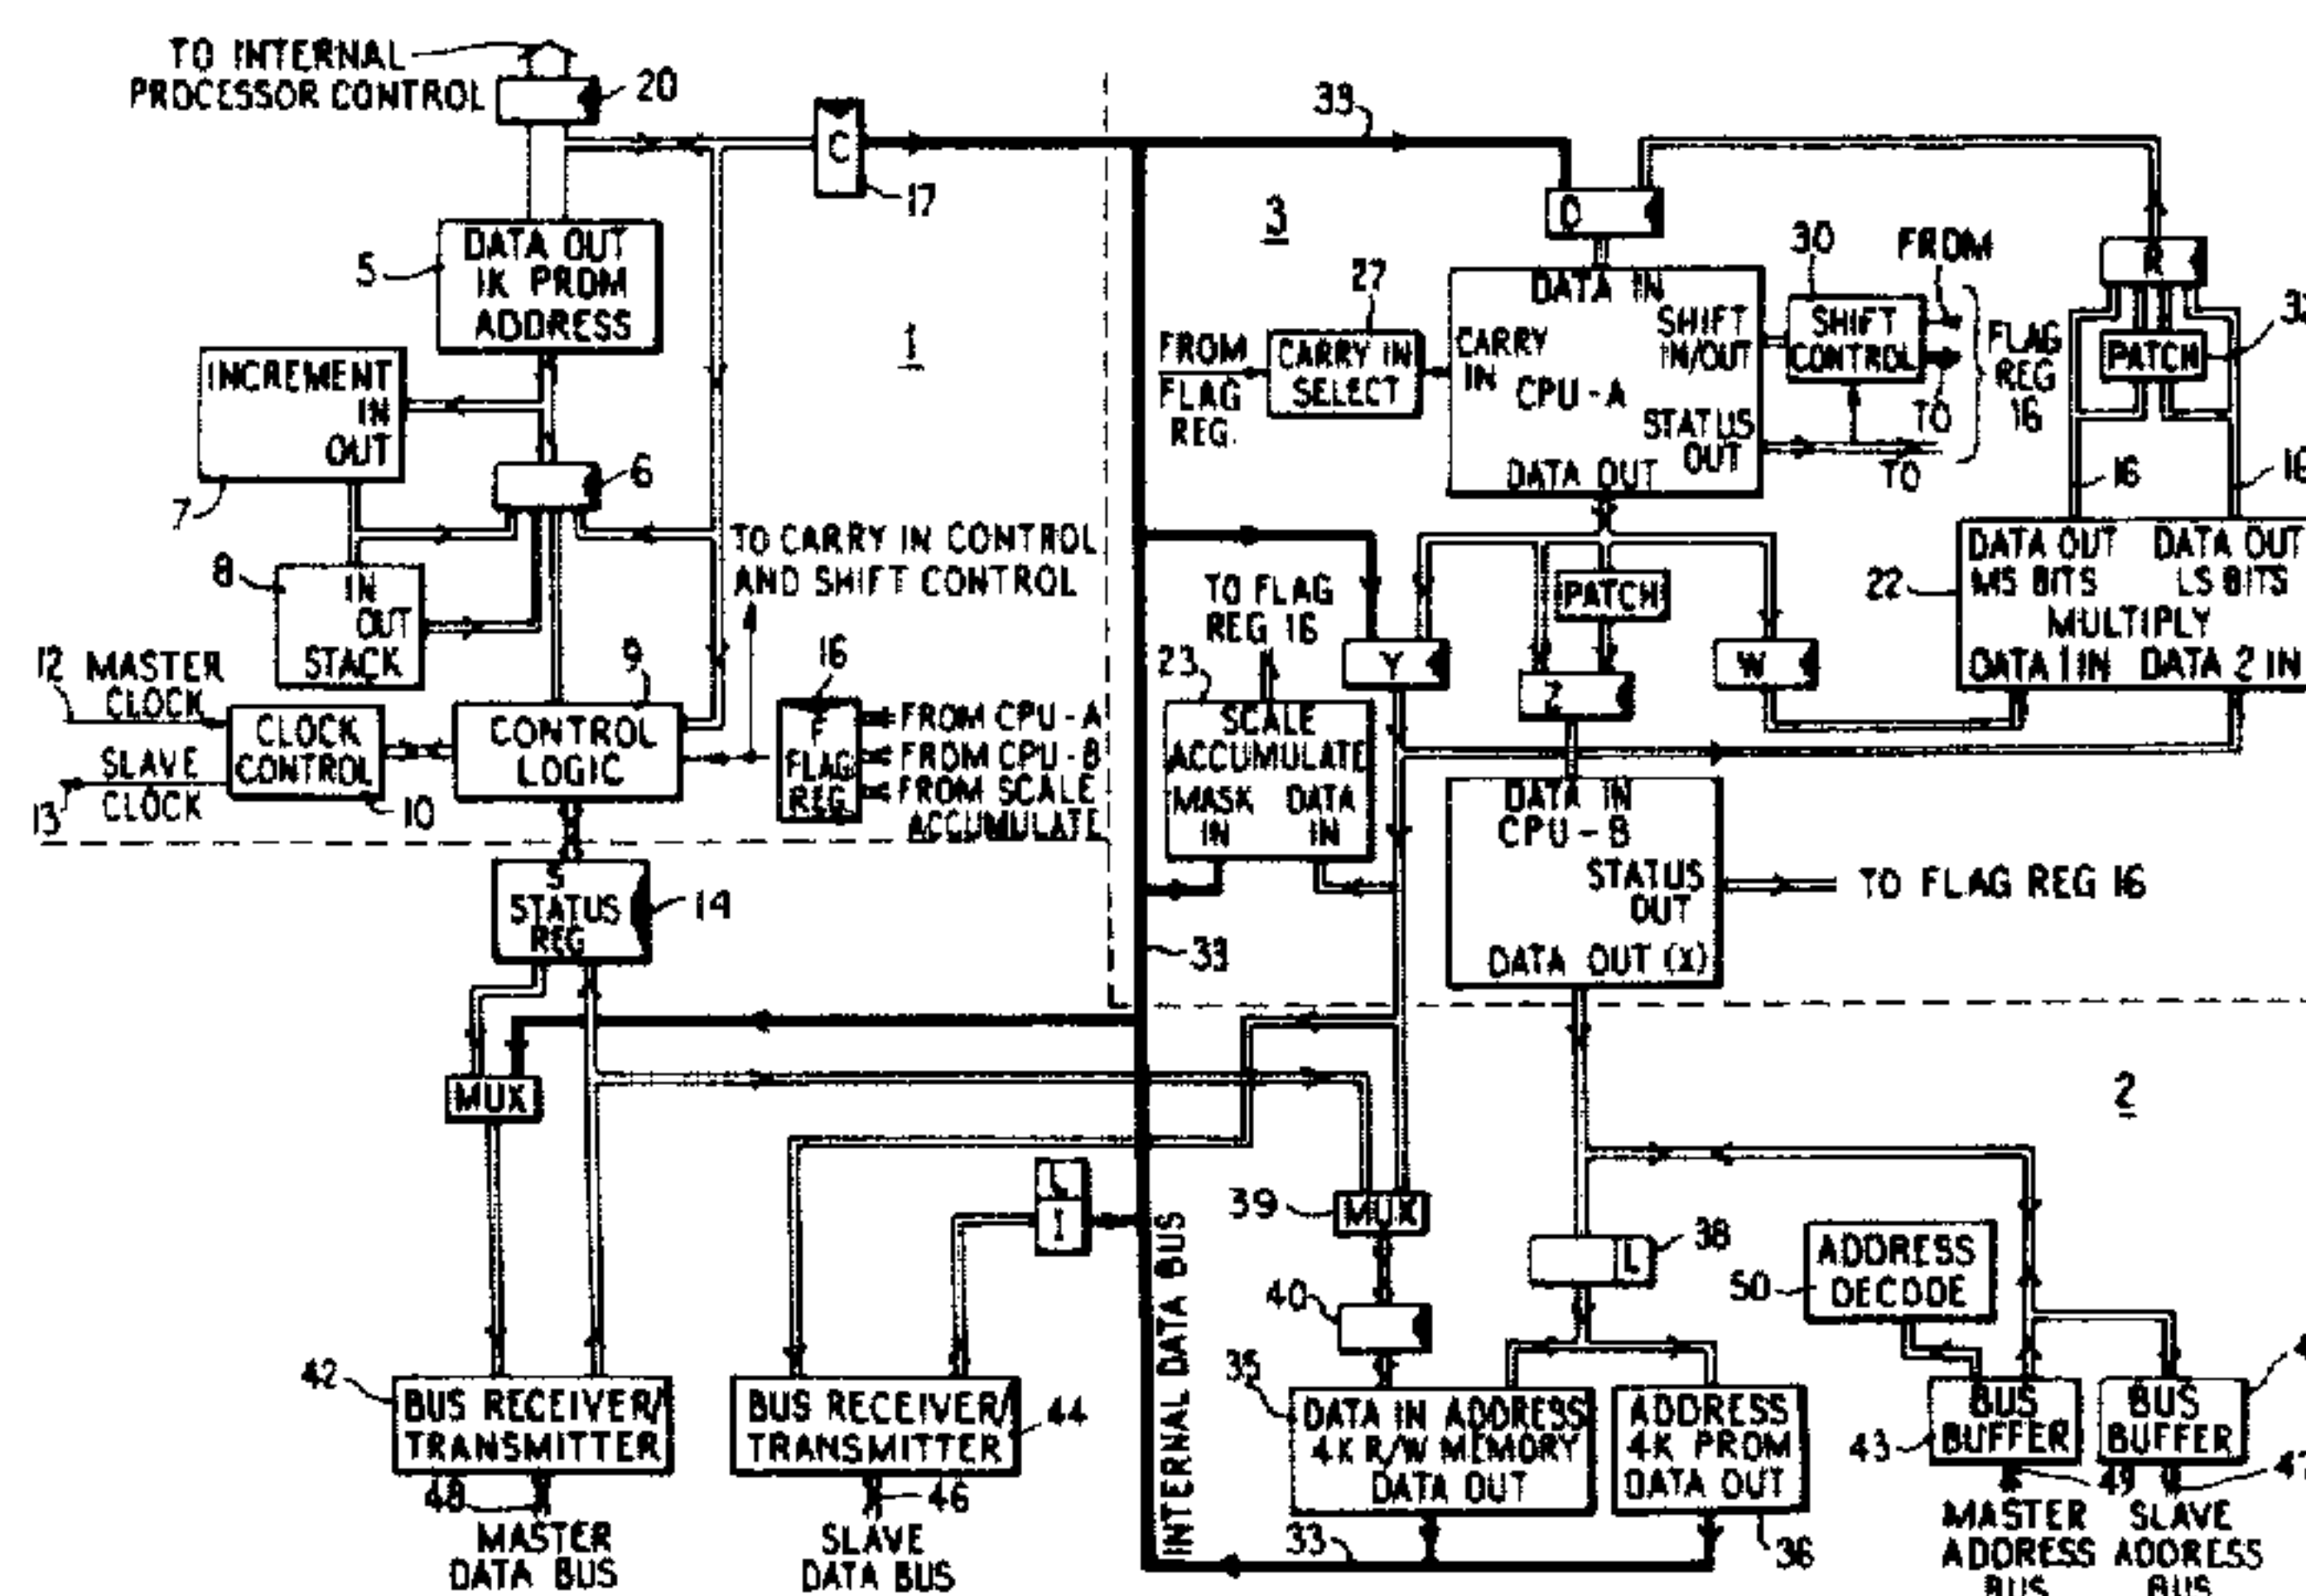 TO INTERNAL
PROCESSOR CONTROL
20
C
17
33
D
3
5
DATA OUT
1K PROM
ADDRESS
1
INCREMENT
IN
OUT
7
6
8
IN
OUT
STACK
TO CARRY IN CONTROL
AND SHIFT CONTROL
12 MASTER
CLOCK
SLAVE
CLOCK
13
CLOCK
CONTROL
10
9
CONTROL
LOGIC
16
F
FLAG
REG
FROM CPU-A
FROM CPU-B
FROM SCALE
ACCUMULATE
S
STATUS
REG
14
27
FROM
FLAG
REG.
CARRY IN
SELECT
DATA IN
CARRY
IN
SHIFT
IN/OUT
CPU-A
STATUS
OUT
DATA OUT
30
SHIFT
CONTROL
FROM
TO
TO
FLAG
REG
16
R
PATCH
16
22
DATA OUT
MS BITS
DATA OUT
LS BITS
MULTIPLY
DATA 1 IN
DATA 2 IN
TO FLAG
REG 16
23
SCALE
ACCUMULATE
MASK
IN
DATA
IN
Y
PATCH
Z
W
DATA IN
CPU-B
STATUS
OUT
DATA OUT (X)
TO FLAG REG 16
33
2
MUX
L
I
INTERNAL DATA BUS
39
MUX
40
38
L
42
BUS RECEIVER/
TRANSMITTER
48
MASTER
DATA BUS
BUS RECEIVER/
TRANSMITTER
44
46
SLAVE
DATA BUS
35
DATA IN ADDRESS
4K R/W MEMORY
DATA OUT
ADDRESS
4K PROM
DATA OUT
36
33
50
ADDRESS
DECODE
43
BUS
BUFFER
49
MASTER
ADDRESS
BUS
BUS
BUFFER
47
SLAVE
ADDRESS
BUS